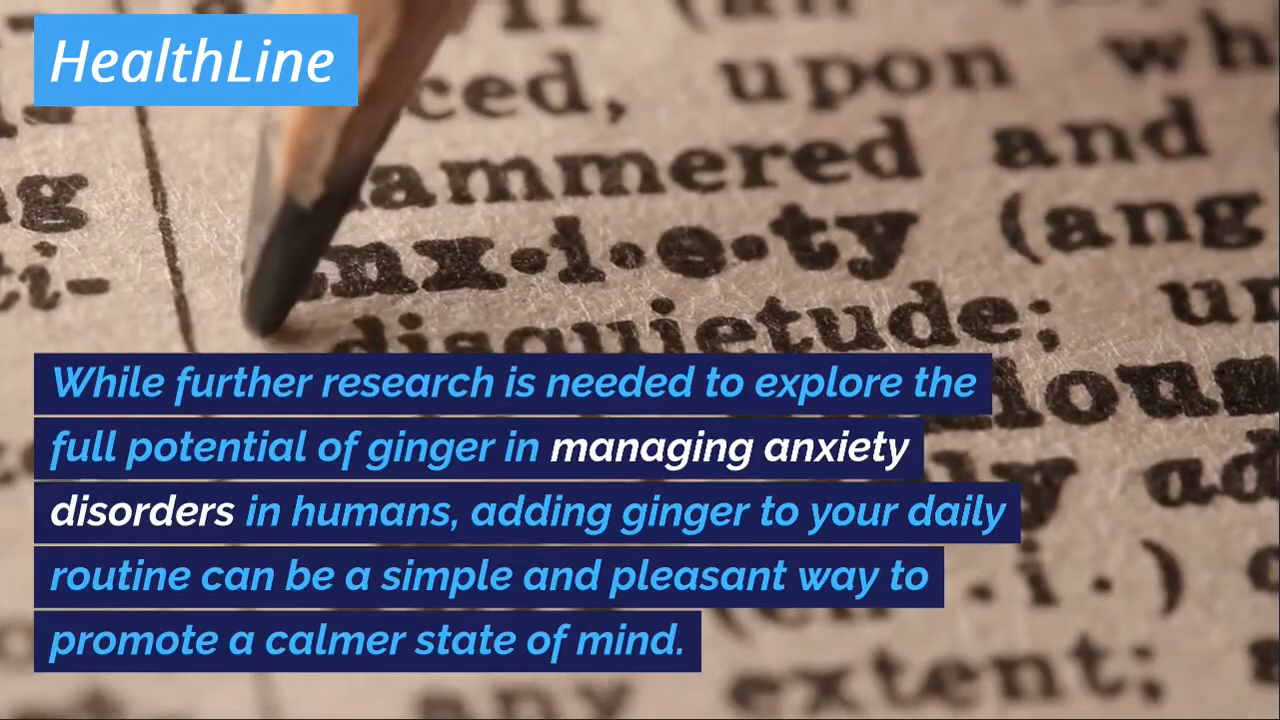 HealthLine
ced, upon
ammered and
nx·i·e·ty (ang
disquietude;
While further research is needed to explore the
full potential of ginger in managing anxiety
disorders in humans, adding ginger to your daily
routine can be a simple and pleasant way to
promote a calmer state of mind.
any extent;